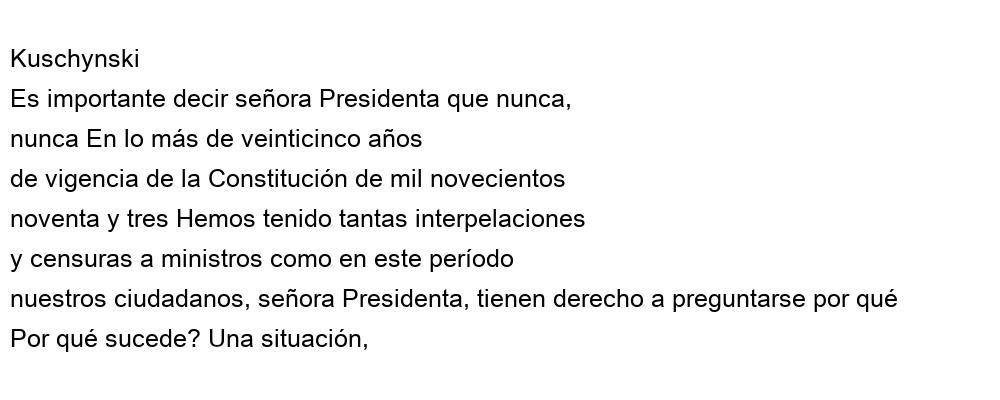 Kuschynski
Es importante decir señora Presidenta que nunca,
nunca En lo más de veinticinco años
de vigencia de la Constitución de mil novecientos
noventa y tres Hemos tenido tantas interpelaciones
y censuras a ministros como en este período
nuestros ciudadanos, señora Presidenta, tienen derecho a preguntarse por qué
Por qué sucede? Una situación,